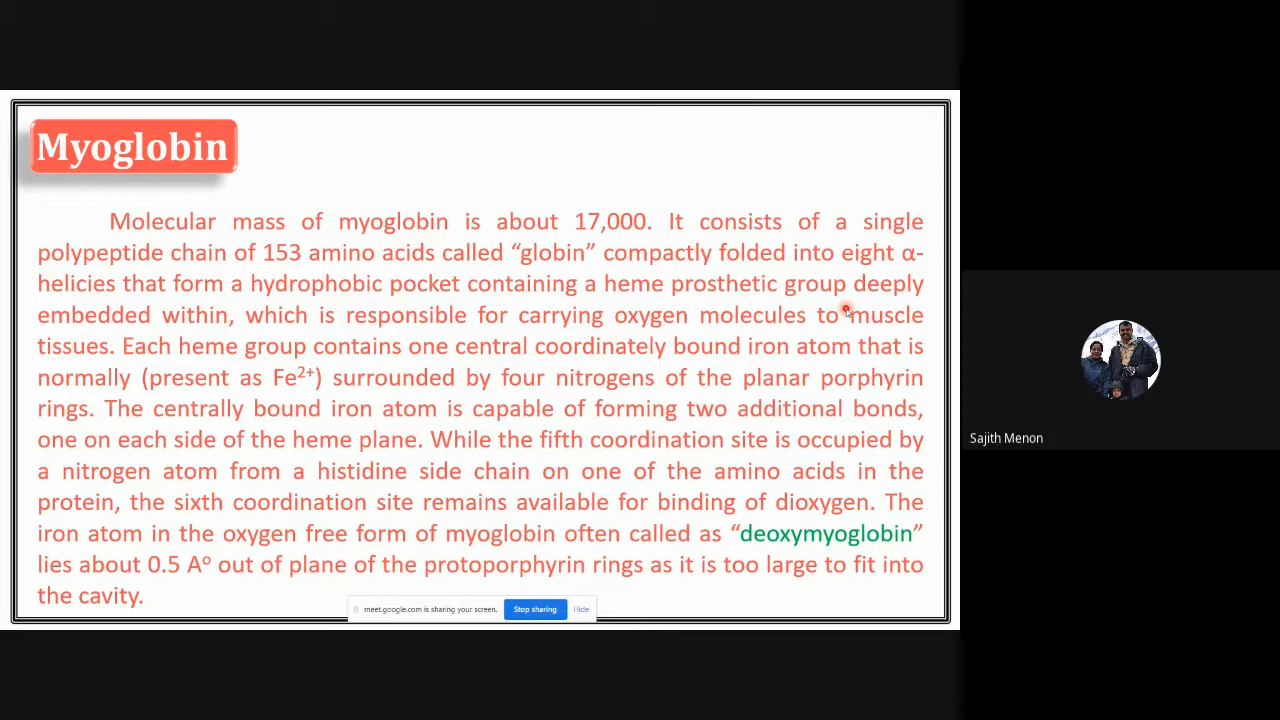 Myoglobin
Molecular mass of myoglobin is about 17,000. It consists of a single
polypeptide chain of 153 amino acids called “globin” compactly folded into eight α-
helicies that form a hydrophobic pocket containing a heme prosthetic group deeply
embedded within, which is responsible for carrying oxygen molecules to muscle
tissues. Each heme group contains one central coordinately bound iron atom that is
normally (present as Fe²⁺) surrounded by four nitrogens of the planar porphyrin
rings. The centrally bound iron atom is capable of forming two additional bonds,
one on each side of the heme plane. While the fifth coordination site is occupied by
a nitrogen atom from a histidine side chain on one of the amino acids in the
protein, the sixth coordination site remains available for binding of dioxygen. The
iron atom in the oxygen free form of myoglobin often called as “deoxymyoglobin”
lies about 0.5 Aᵒ out of plane of the protoporphyrin rings as it is too large to fit into
the cavity.
meet.google.com is sharing your screen. Stop sharing Hide
Sajith Menon